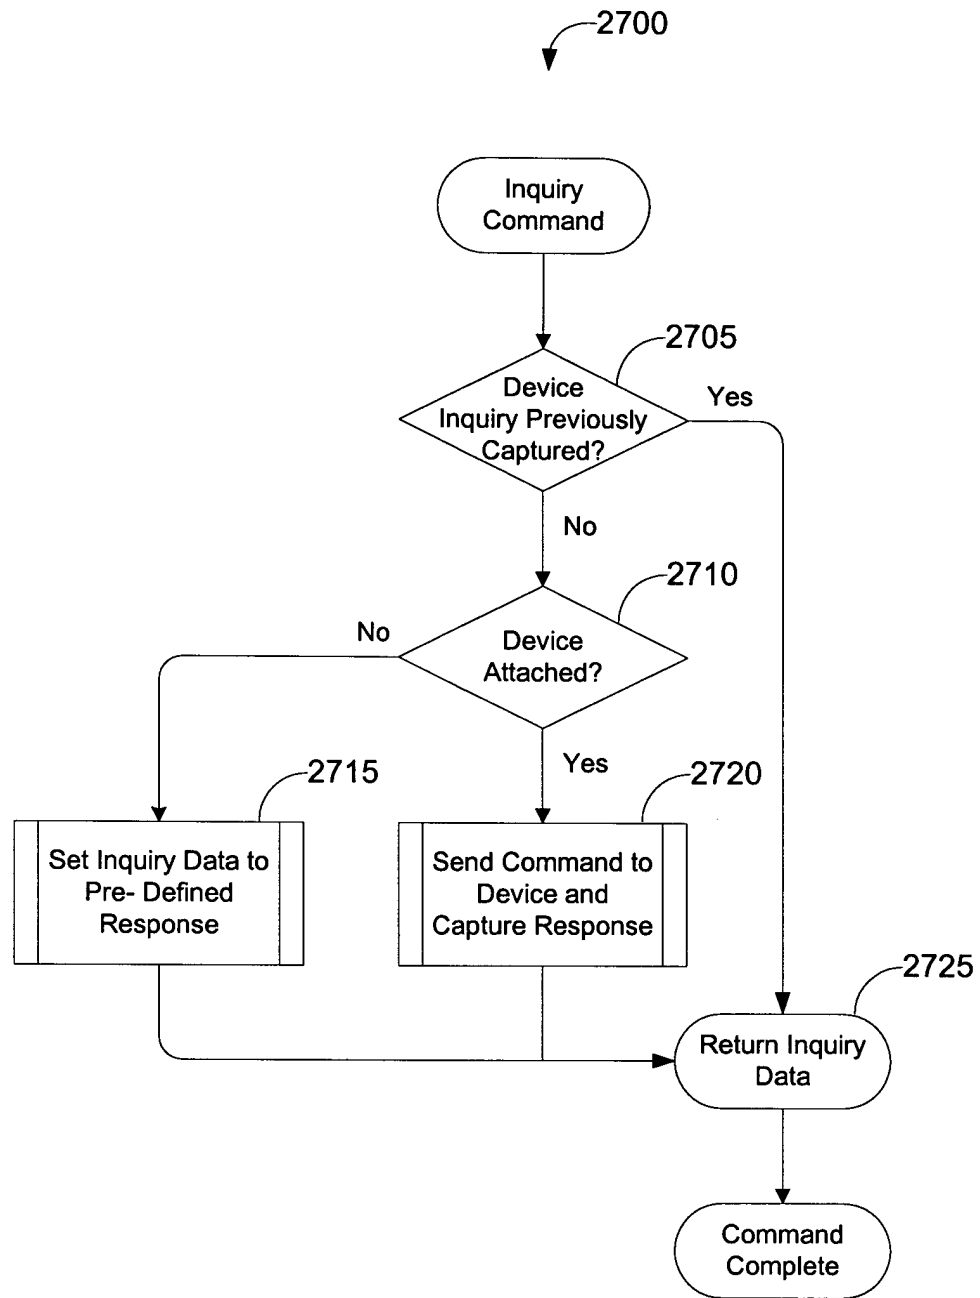 2700
Inquiry
Command
2705
Device
Inquiry Previously
Captured?
Yes
No
2710
Device
Attached?
No
Yes
2715
Set Inquiry Data to
Pre- Defined
Response
2720
Send Command to
Device and
Capture Response
2725
Return Inquiry
Data
Command
Complete